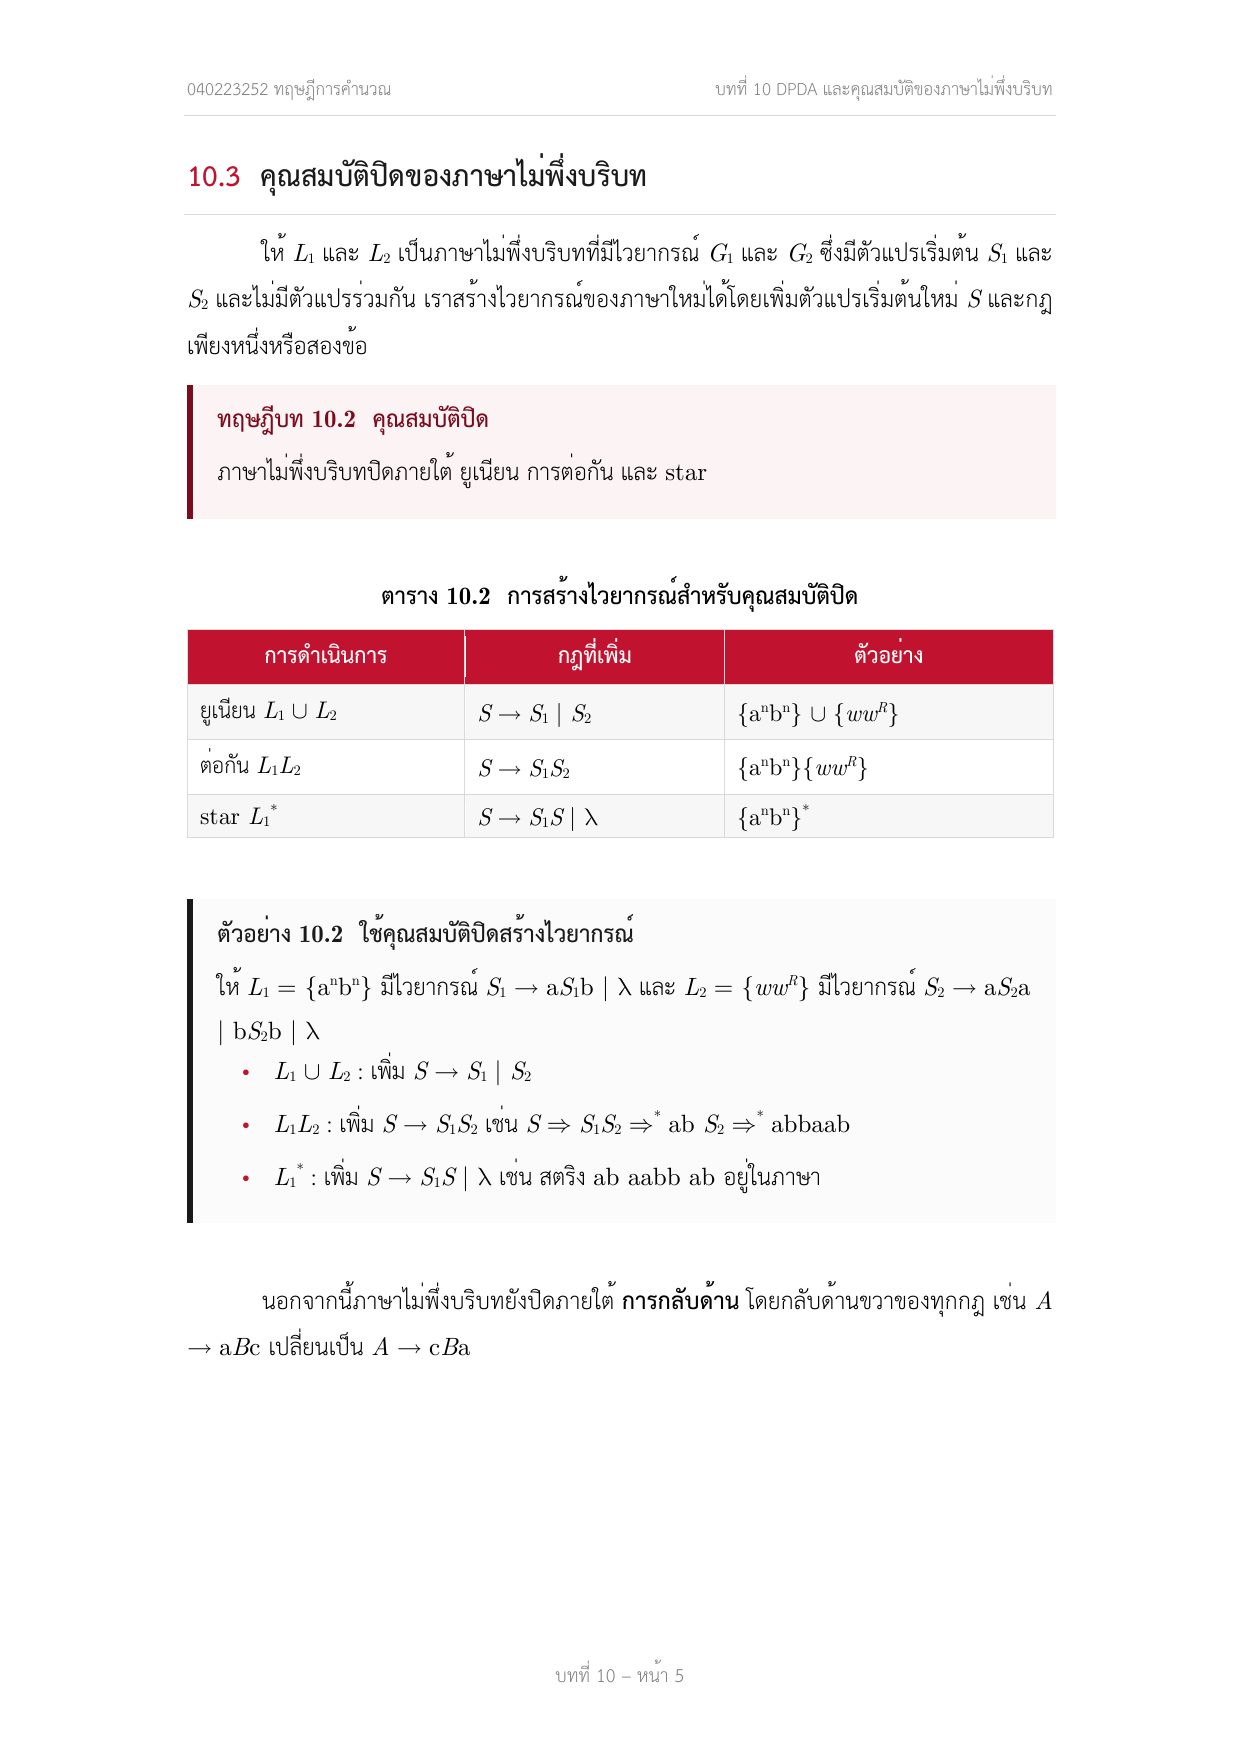 040223252 ทฤษฎีการคำนวณ บทที่ 10 DPDA และคุณสมบัติของภาษาไม่พึ่งบริบท
10.3 คุณสมบัติปิดของภาษาไม่พึ่งบริบท
ให้ L₁ และ L₂ เป็นภาษาไม่พึ่งบริบทที่มีไวยากรณ์ G₁ และ G₂ ซึ่งมีตัวแปรเริ่มต้น S₁ และ
S₂ และไม่มีตัวแปรร่วมกัน เราสร้างไวยากรณ์ของภาษาใหม่ได้โดยเพิ่มตัวแปรเริ่มต้นใหม่ S และกฎ
เพียงหนึ่งหรือสองข้อ
ทฤษฎีบท 10.2 คุณสมบัติปิด
ภาษาไม่พึ่งบริบทปิดภายใต้ ยูเนียน การต่อกัน และ star
ตาราง 10.2 การสร้างไวยากรณ์สำหรับคุณสมบัติปิด
การดำเนินการ กฎที่เพิ่ม ตัวอย่าง
ยูเนียน L₁ ∪ L₂ S → S₁ | S₂ {aⁿbⁿ} ∪ {wwᴿ}
ต่อกัน L₁L₂ S → S₁S₂ {aⁿbⁿ}{wwᴿ}
star L₁* S → S₁S | λ {aⁿbⁿ}*
ตัวอย่าง 10.2 ใช้คุณสมบัติปิดสร้างไวยากรณ์
ให้ L₁ = {aⁿbⁿ} มีไวยากรณ์ S₁ → aS₁b | λ และ L₂ = {wwᴿ} มีไวยากรณ์ S₂ → aS₂a
| bS₂b | λ
• L₁ ∪ L₂ : เพิ่ม S → S₁ | S₂
• L₁L₂ : เพิ่ม S → S₁S₂ เช่น S ⇒ S₁S₂ ⇒* ab S₂ ⇒* abbaab
• L₁* : เพิ่ม S → S₁S | λ เช่น สตริง ab aabb ab อยู่ในภาษา
นอกจากนี้ภาษาไม่พึ่งบริบทยังปิดภายใต้ การกลับด้าน โดยกลับด้านขวาของทุกกฎ เช่น A
→ aBc เปลี่ยนเป็น A → cBa
บทที่ 10 – หน้า 5